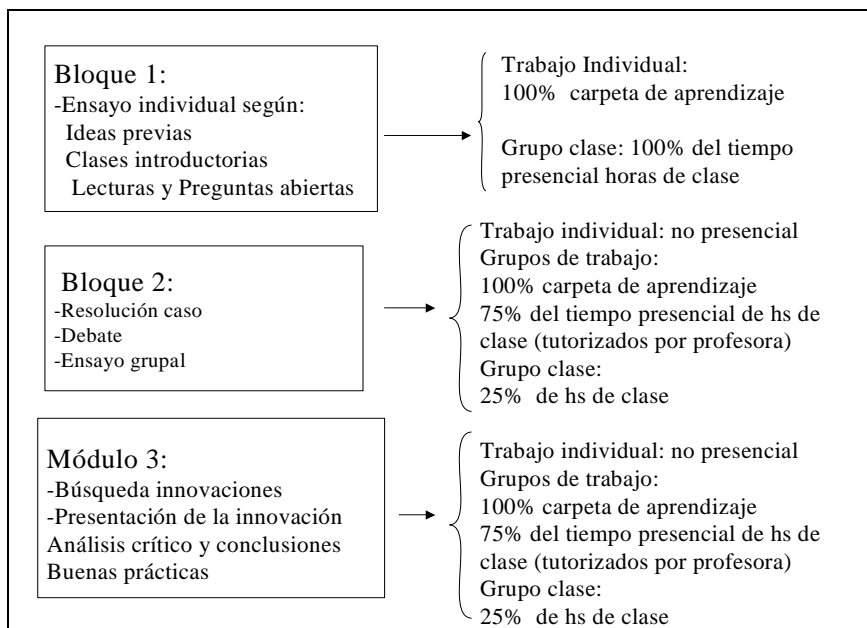 Bloque 1:
-Ensayo individual según:
Ideas previas
Clases introductorias
Lecturas y Preguntas abiertas
Trabajo Individual:
100% carpeta de aprendizaje
Grupo clase: 100% del tiempo
presencial horas de clase
Bloque 2:
-Resolución caso
-Debate
-Ensayo grupal
Trabajo individual: no presencial
Grupos de trabajo:
100% carpeta de aprendizaje
75% del tiempo presencial de hs de
clase (tutorizados por profesora)
Grupo clase:
25% de hs de clase
Módulo 3:
-Búsqueda innovaciones
-Presentación de la innovación
Análisis crítico y conclusiones
Buenas prácticas
Trabajo individual: no presencial
Grupos de trabajo:
100% carpeta de aprendizaje
75% del tiempo presencial de hs de
clase (tutorizados por profesora)
Grupo clase:
25% de hs de clase